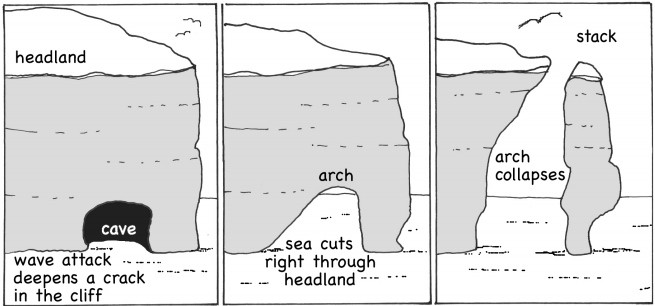 headland
cave
wave attack
deepens a crack
in the cliff
arch
sea cuts
right through
headland
stack
arch
collapses